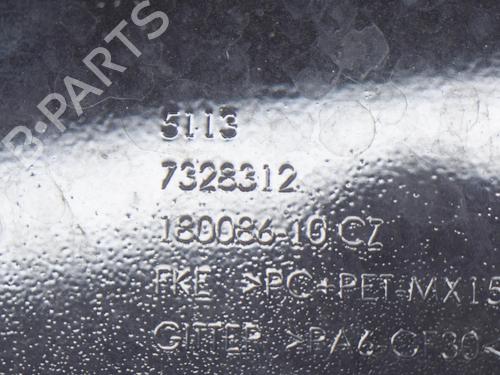 B-PARTS
5113
7328312
180086-10 CZ
FKE >PC+PET-MX15
GITTER >PA6-GF30<